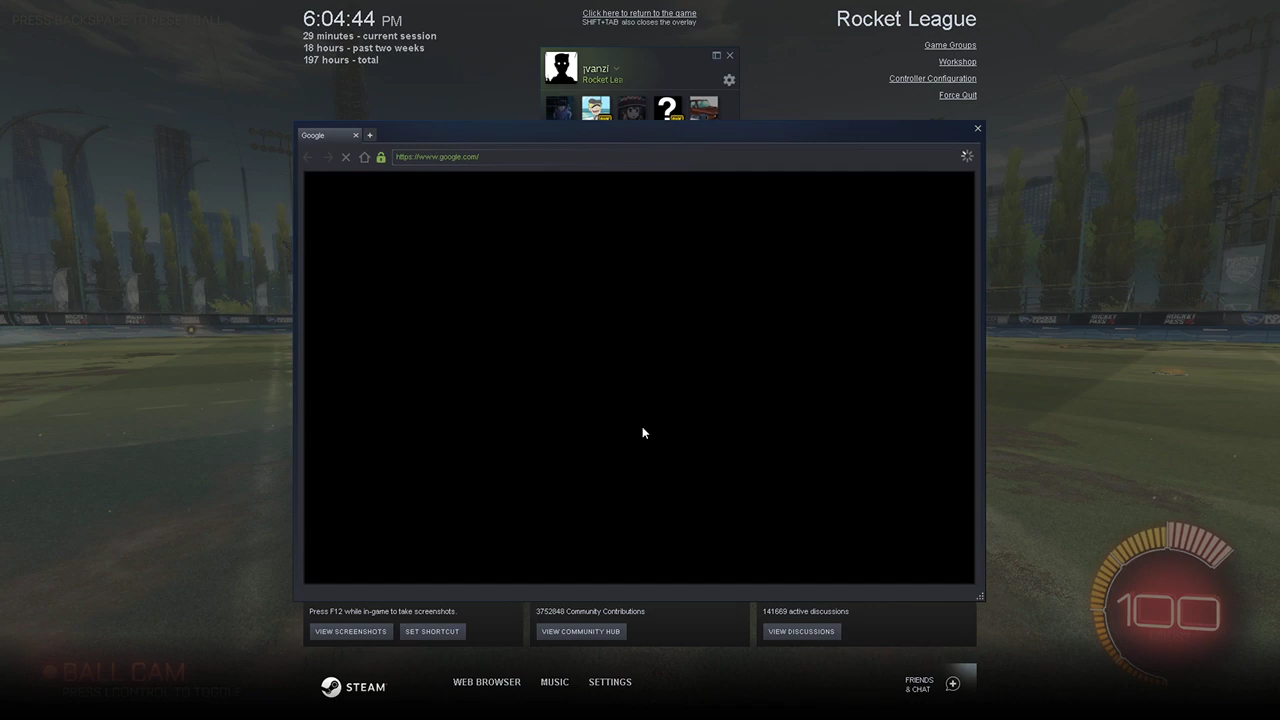 PRESS BACKSPACE TO RESET BALL
6:04:44 PM
29 minutes - current session
18 hours - past two weeks
197 hours - total
Click here to return to the game
SHIFT+TAB also closes the overlay
Rocket League
Game Groups
Workshop
Controller Configuration
Force Quit
jvanzi
Rocket Lea
Google
https://www.google.com/
Press F12 while in-game to take screenshots.
VIEW SCREENSHOTS
SET SHORTCUT
3752848 Community Contributions
VIEW COMMUNITY HUB
141669 active discussions
VIEW DISCUSSIONS
100
BALL CAM
PRESS LCONTROL TO TOGGLE
STEAM
WEB BROWSER
MUSIC
SETTINGS
FRIENDS
& CHAT